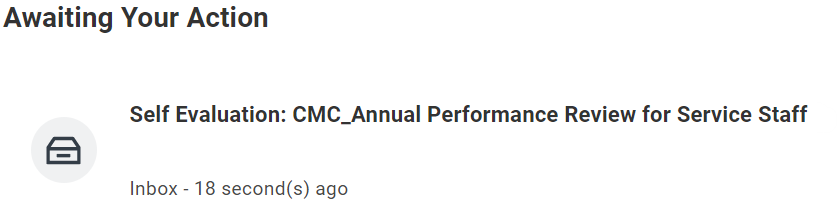 Awaiting Your Action
Self Evaluation: CMC_Annual Performance Review for Service Staff
Inbox - 18 second(s) ago